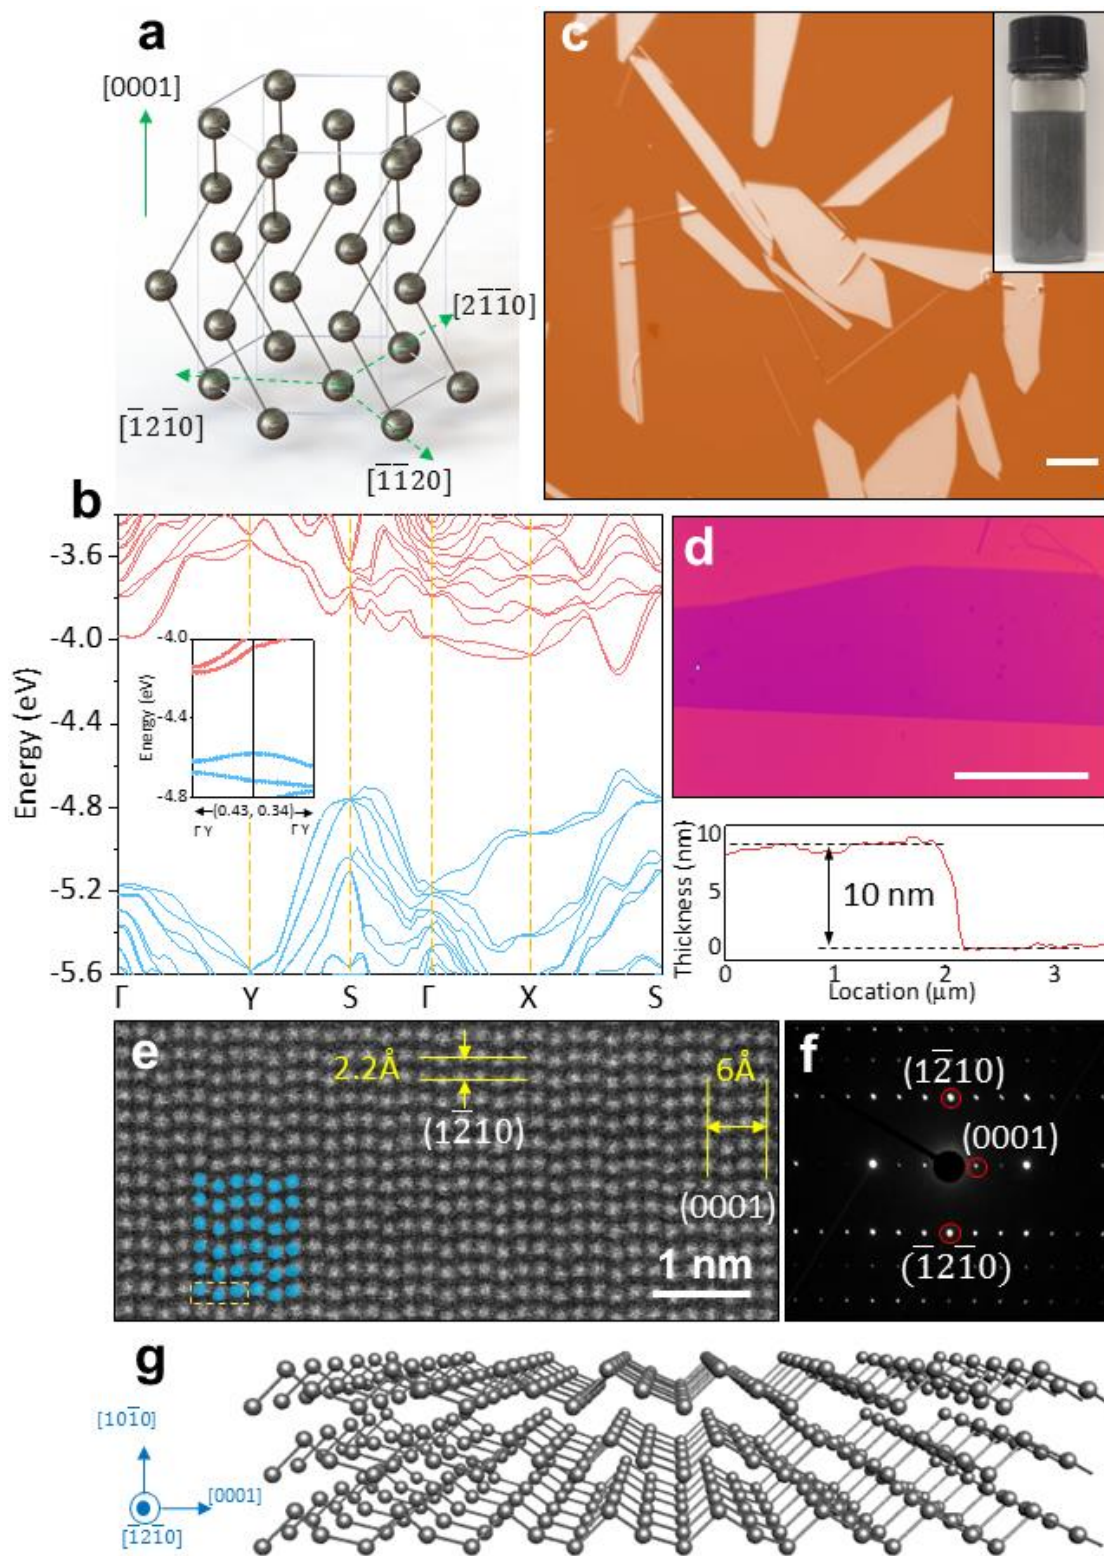 a
[0001]
[2̅1̅10]
[1̅21̅0]
[1̅1̅20]
c
b
-3.6
-4.0
-4.4
-4.8
-5.2
-5.6
Energy (eV)
Γ Y S Γ X S
-4.0
-4.4
-4.8
Energy (eV)
(0.43, 0.34)
Γ Y Γ Y
d
10
5
0
Thickness (nm)
10 nm
0 1 2 3
Location (μm)
e
2.2Å
(12̅10)
6Å
(0001)
1 nm
f
(12̅10)
(0001)
(1̅21̅0)
g
[101̅0]
[0001]
[1̅21̅0]